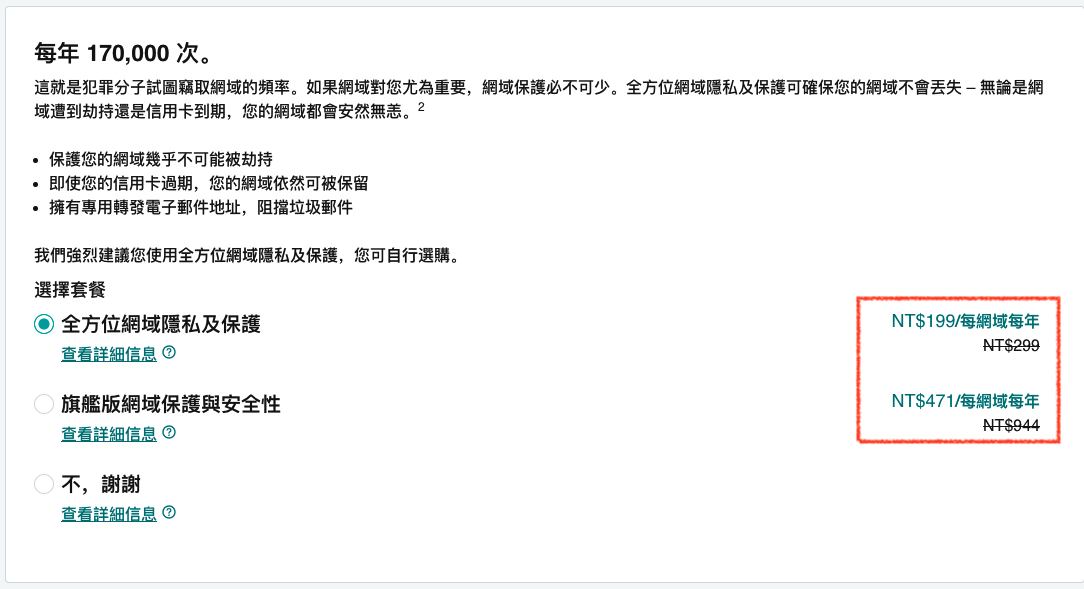 每年 170,000 次。
這就是犯罪分子試圖竊取網域的頻率。如果網域對您尤為重要，網域保護必不可少。全方位網域隱私及保護可確保您的網域不會丟失 – 無論是網
域遭到劫持還是信用卡到期，您的網域都會安然無恙。2
• 保護您的網域幾乎不可能被劫持
• 即使您的信用卡過期，您的網域依然可被保留
• 擁有專用轉發電子郵件地址，阻擋垃圾郵件
我們強烈建議您使用全方位網域隱私及保護，您可自行選購。
選擇套餐
全方位網域隱私及保護
NT$199/每網域每年
NT$299
查看詳細信息 ?
旗艦版網域保護與安全性
NT$471/每網域每年
NT$944
查看詳細信息 ?
不，謝謝
查看詳細信息 ?